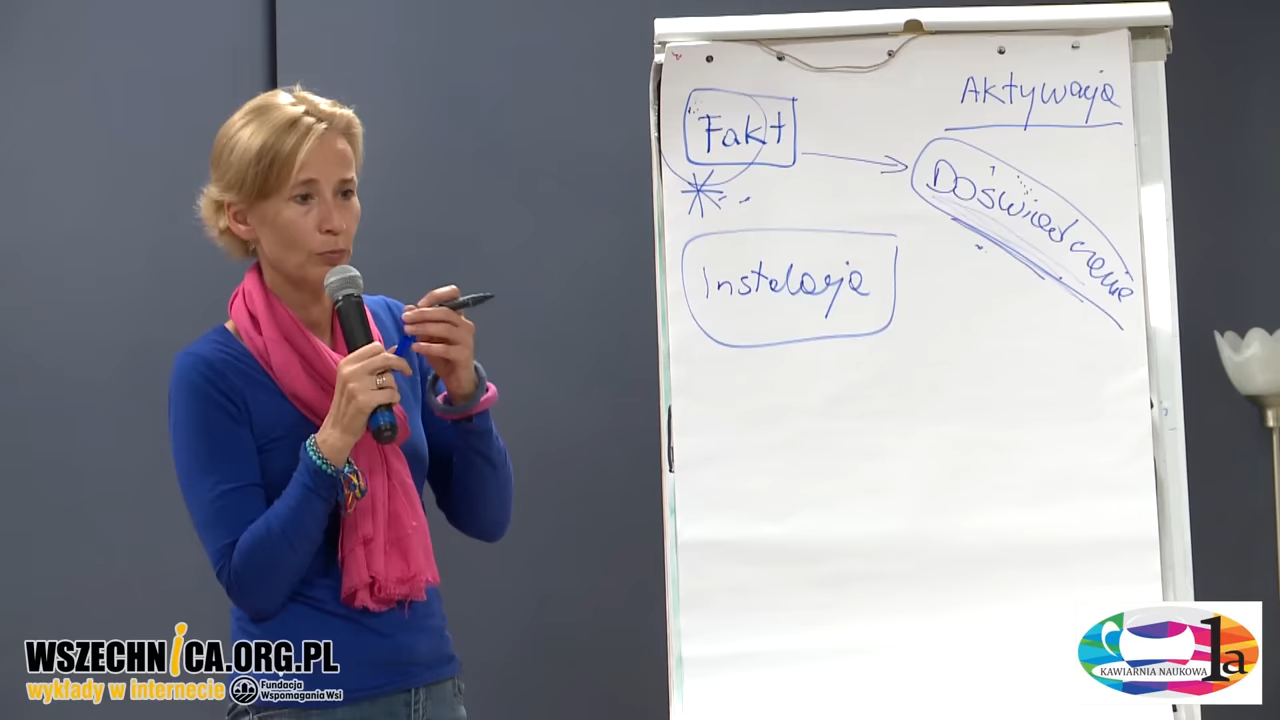 Aktywacja
Fakt
Doświadczenie
Instalacja
WSZECHNICA.ORG.PL
wykłady w internecie
Fundacja
Wspomagania Wsi
1a
KAWIARNIA NAUKOWA